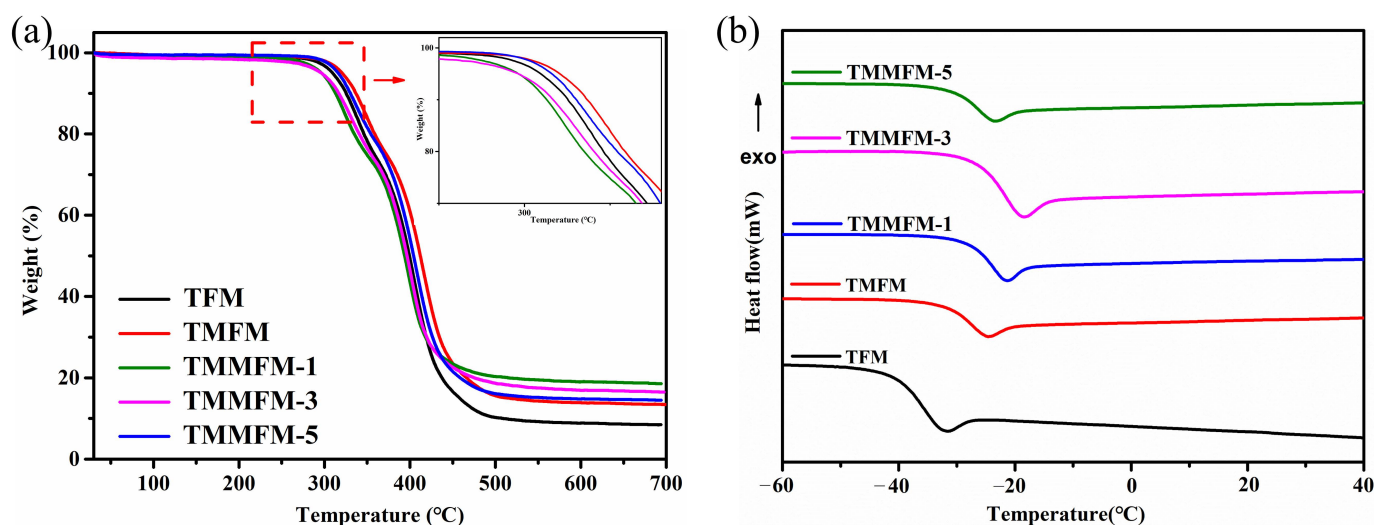 (a)
100
80
60
40
20
0
Weight (%)
100
200
300
400
500
600
700
Temperature (℃)
TFM
TMFM
TMMFM-1
TMMFM-3
TMMFM-5
100
80
Weight (%)
300
Temperature (℃)
(b)
TMMFM-5
TMMFM-3
TMMFM-1
TMFM
TFM
exo
Heat flow(mW)
−60
−40
−20
0
20
40
Temperature(℃)